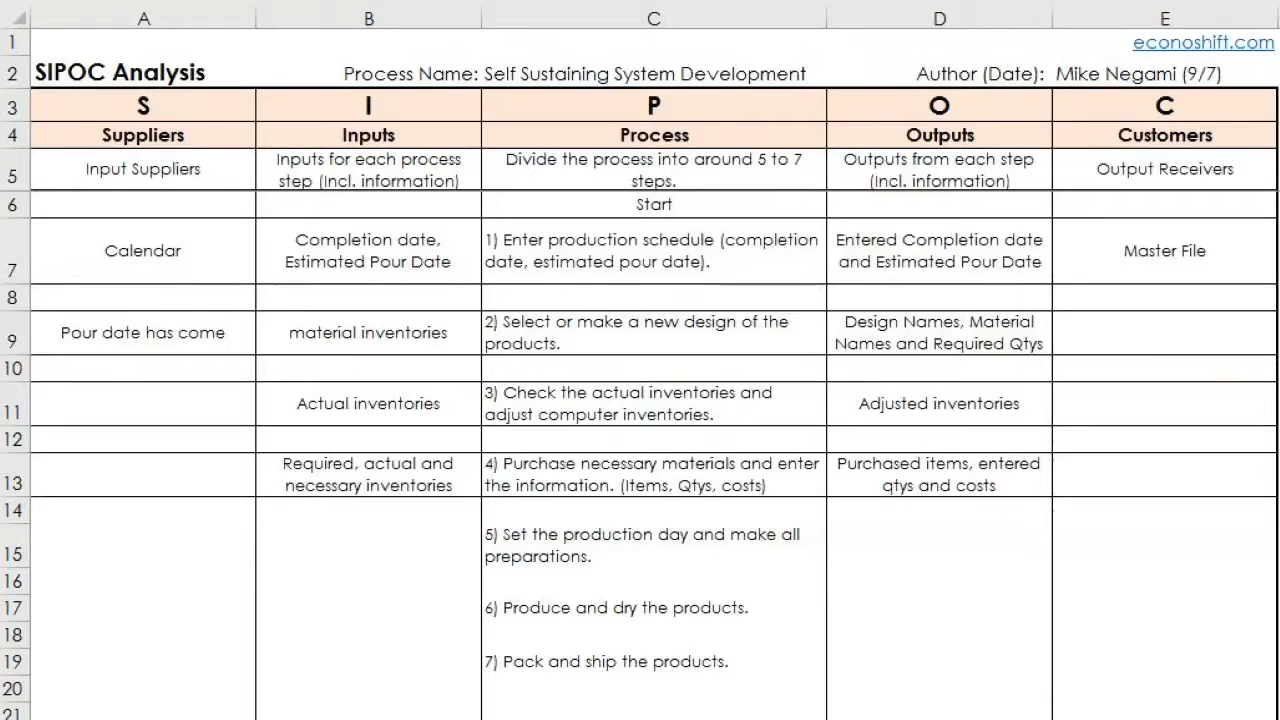 A B C D E
1 econoshift.com
2 SIPOC Analysis Process Name: Self Sustaining System Development Author (Date): Mike Negami (9/7)
3 S I P O C
4 Suppliers Inputs Process Outputs Customers
5 Input Suppliers
Inputs for each process
step (Incl. information)
Divide the process into around 5 to 7
steps.
Outputs from each step
(Incl. information)
Output Receivers
6 Start
7 Calendar
Completion date,
Estimated Pour Date
1) Enter production schedule (completion
date, estimated pour date).
Entered Completion date
and Estimated Pour Date
Master File
8
9 Pour date has come
material inventories
2) Select or make a new design of the
products.
Design Names, Material
Names and Required Qtys
10
11 Actual inventories
3) Check the actual inventories and
adjust computer inventories.
Adjusted inventories
12
13 Required, actual and
necessary inventories
4) Purchase necessary materials and enter
the information. (Items, Qtys, costs)
Purchased items, entered
qtys and costs
14
15 5) Set the production day and make all
preparations.
16
17 6) Produce and dry the products.
18
19 7) Pack and ship the products.
20
21